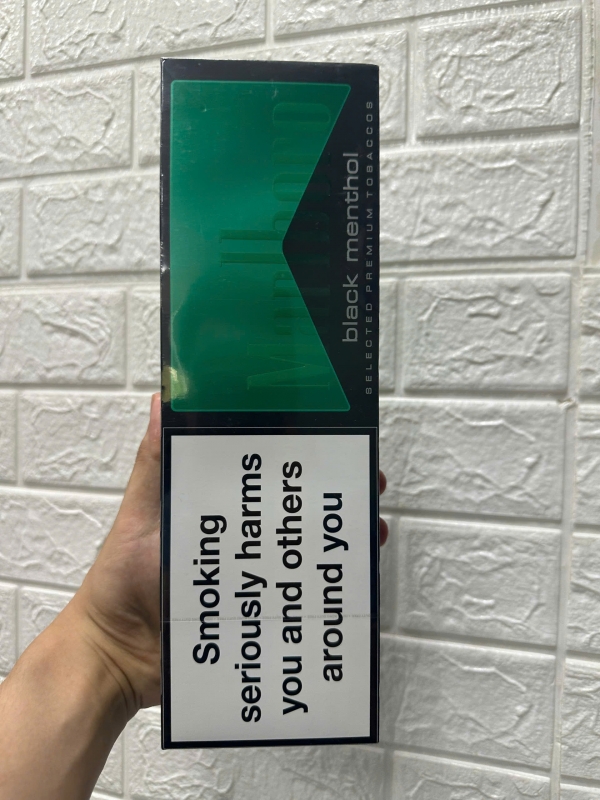 Marlboro
black menthol
SELECTED PREMIUM TOBACCOS
Smoking
seriously harms
you and others
around you